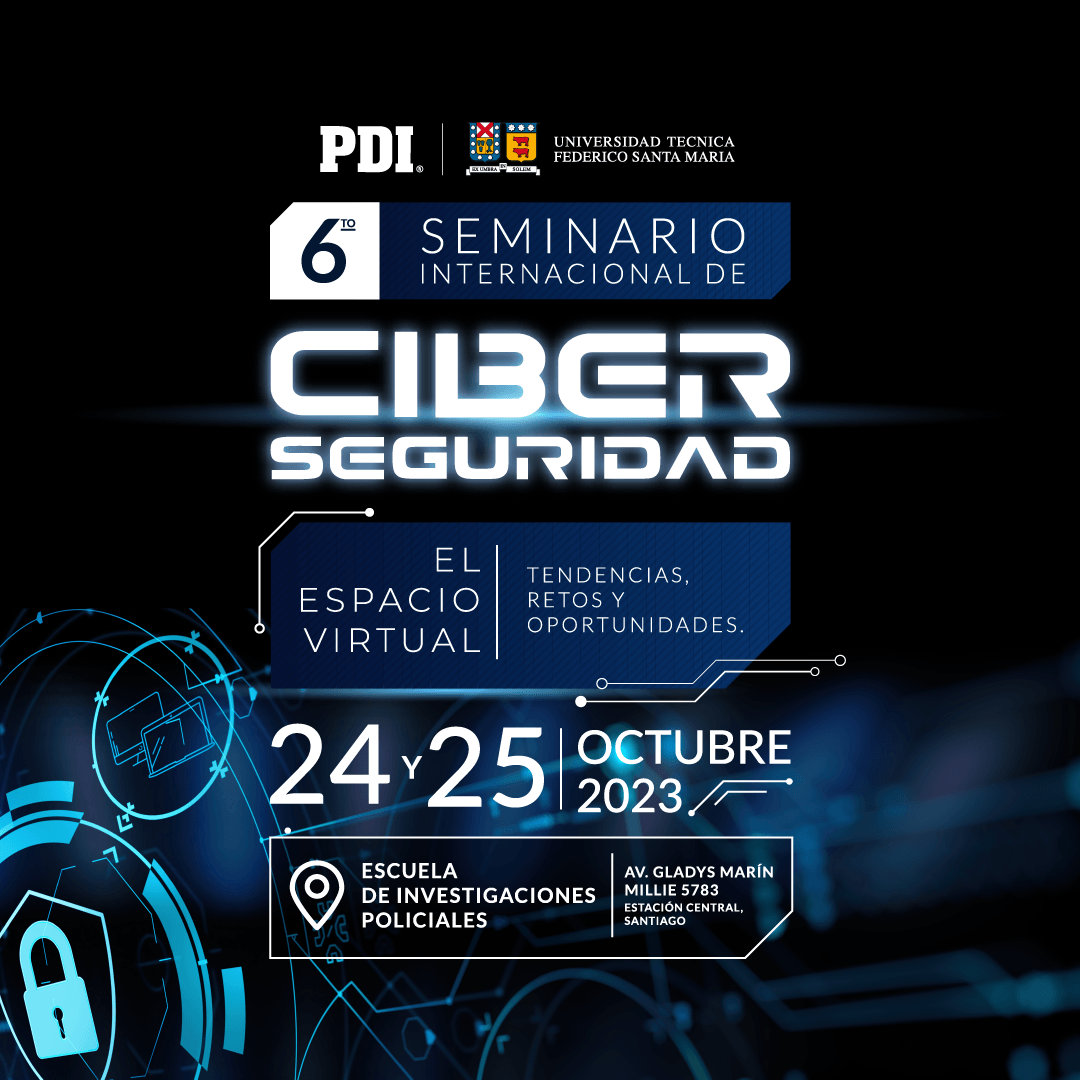 PDI®
EX UMBRA IN SOLEM
UNIVERSIDAD TECNICA
FEDERICO SANTA MARIA
6TO
SEMINARIO
INTERNACIONAL DE
CIBER
SEGURIDAD
EL
ESPACIO
VIRTUAL
TENDENCIAS,
RETOS Y
OPORTUNIDADES.
24 Y 25
OCTUBRE
2023
ESCUELA
DE INVESTIGACIONES
POLICIALES
AV. GLADYS MARÍN
MILLIE 5783
ESTACIÓN CENTRAL,
SANTIAGO